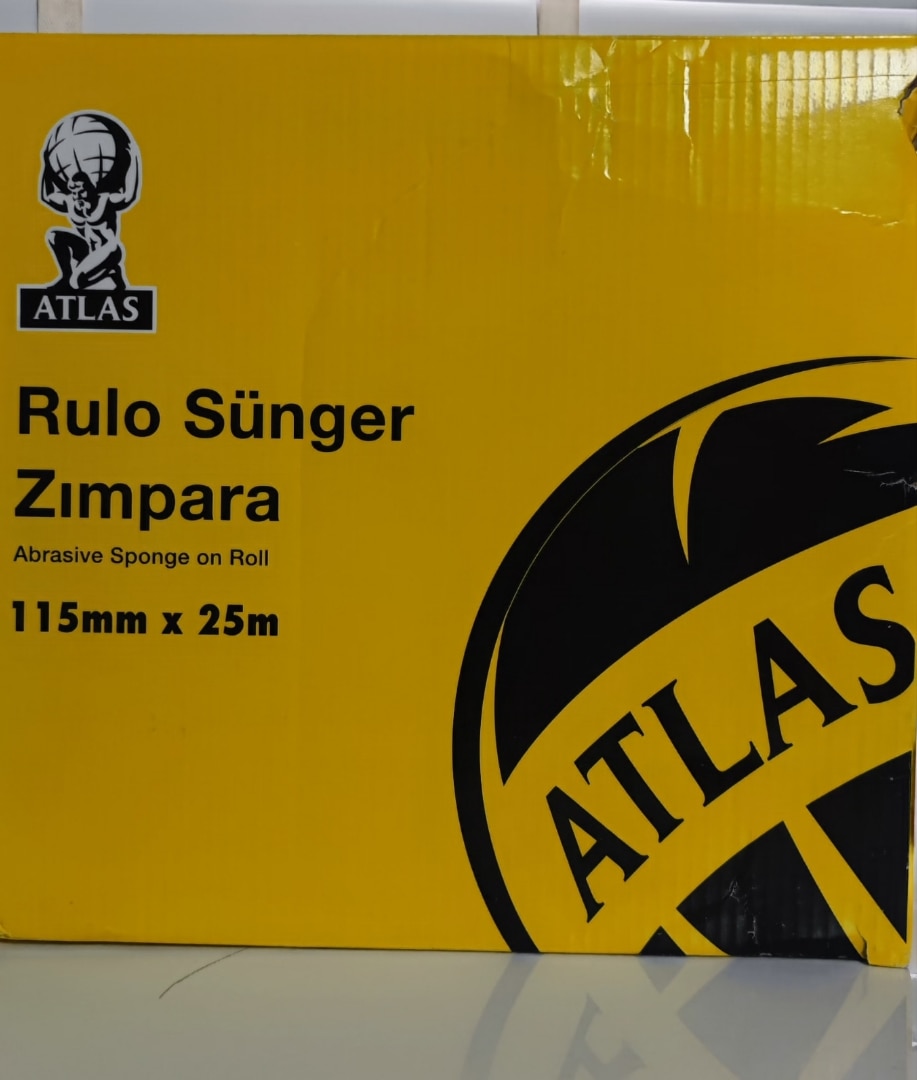 ATLAS
Rulo Sünger
Zımpara
Abrasive Sponge on Roll
115mm x 25m
ATLAS